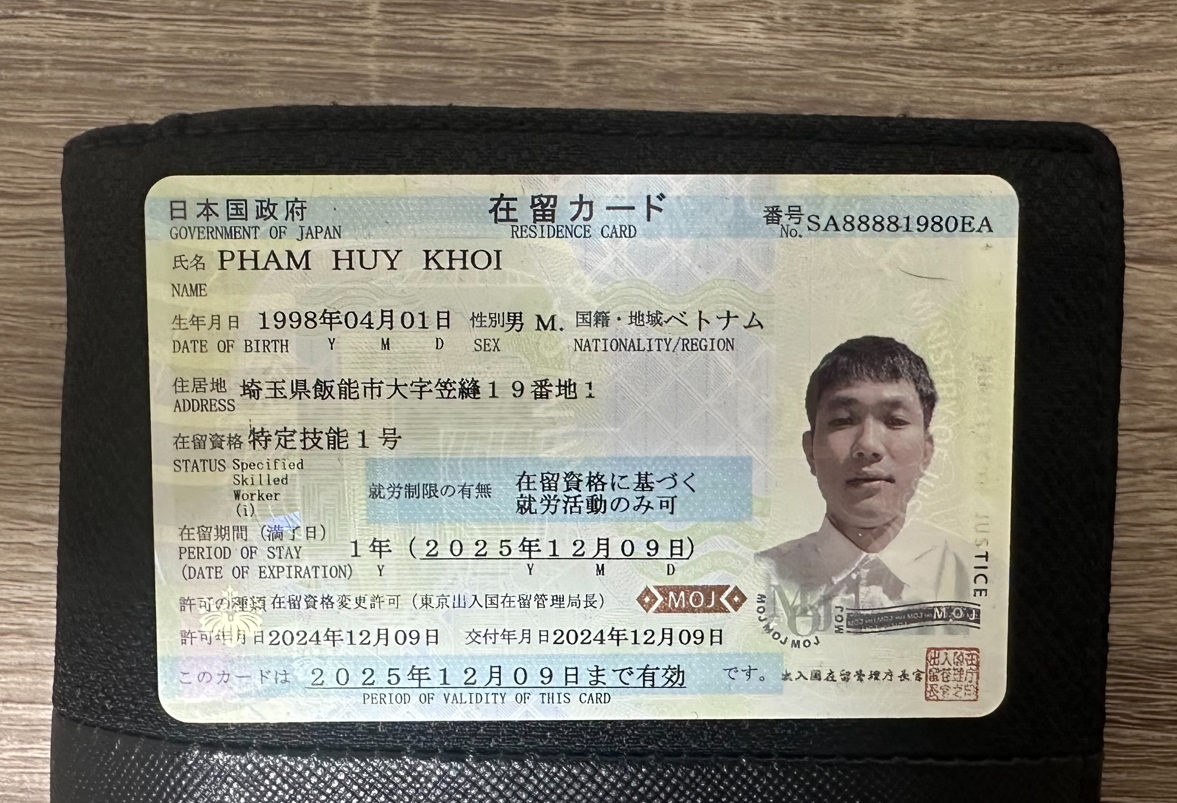 日本国政府 在留カード 番号 SA88881980EA
GOVERNMENT OF JAPAN RESIDENCE CARD No.
氏名 PHAM HUY KHOI
NAME
生年月日 1998年04月01日 性別 男 M. 国籍・地域 ベトナム
DATE OF BIRTH Y M D SEX NATIONALITY/REGION
住居地 埼玉県飯能市大字笠縫19番地1
ADDRESS
在留資格 特定技能1号
STATUS Specified
Skilled
Worker
(i)
就労制限の有無 在留資格に基づく
就労活動のみ可
在留期間(満了日)
PERIOD OF STAY 1年(2025年12月09日)
(DATE OF EXPIRATION) Y Y M D
許可の種類 在留資格変更許可(東京出入国在留管理局長)
MOJ
許可年月日 2024年12月09日 交付年月日 2024年12月09日
このカードは 2025年12月09日まで有効 です。
PERIOD OF VALIDITY OF THIS CARD
出入国在留管理庁長官
MOJ MOJ MOJ
MOJ
MOJ
JUSTICE